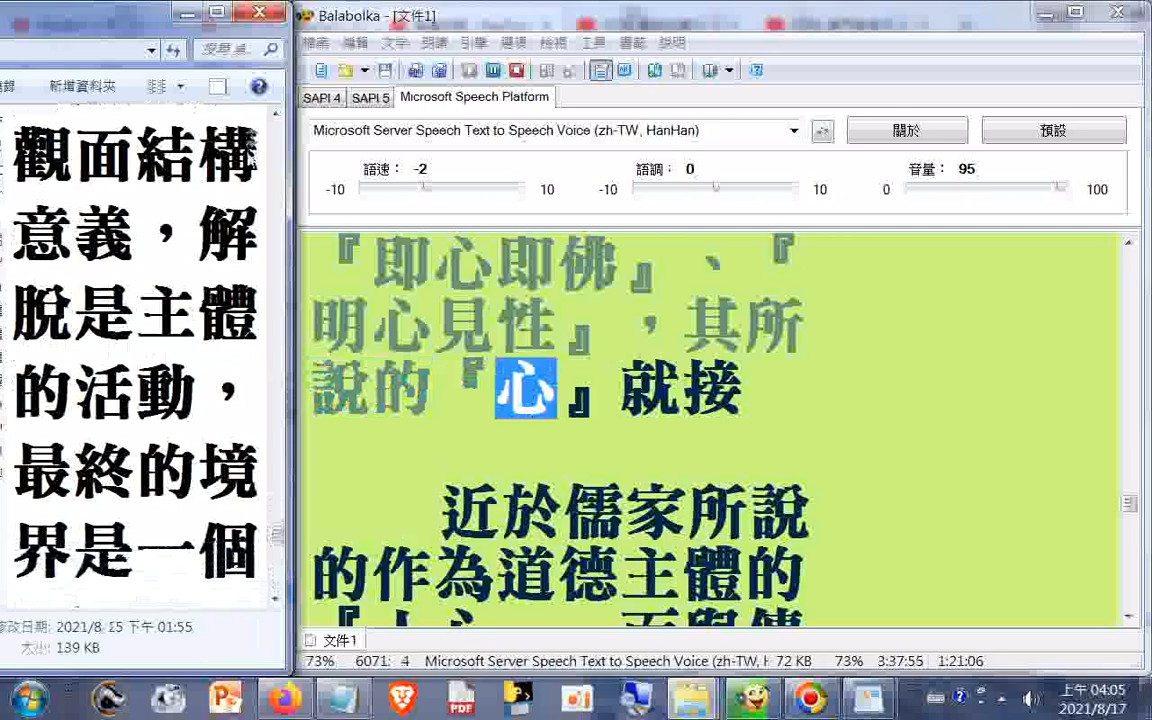 Balabolka - [文件1]
檔案 編輯 文字 朗讀 引擎 選項 檢視 工具 書籤 說明
新增資料夾
SAPI 4 SAPI 5 Microsoft Speech Platform
Microsoft Server Speech Text to Speech Voice (zh-TW, HanHan)
關於
預設
語速： -2
語調： 0
音量： 95
-10 10 -10 10 0 100
觀面結構
意義，解
脫是主體
的活動，
最終的境
界是一個
『即心即佛』、『
明心見性』，其所
說的『心』就接
近於儒家所說
的作為道德主體的
修改日期: 2021/8/15 下午 01:55
大小: 139 KB
文件1
73% 6071: 4 Microsoft Server Speech Text to Speech Voice (zh-TW, H 72 KB 73% 3:37:55 1:21:06
PDF
上午 04:05
2021/8/17